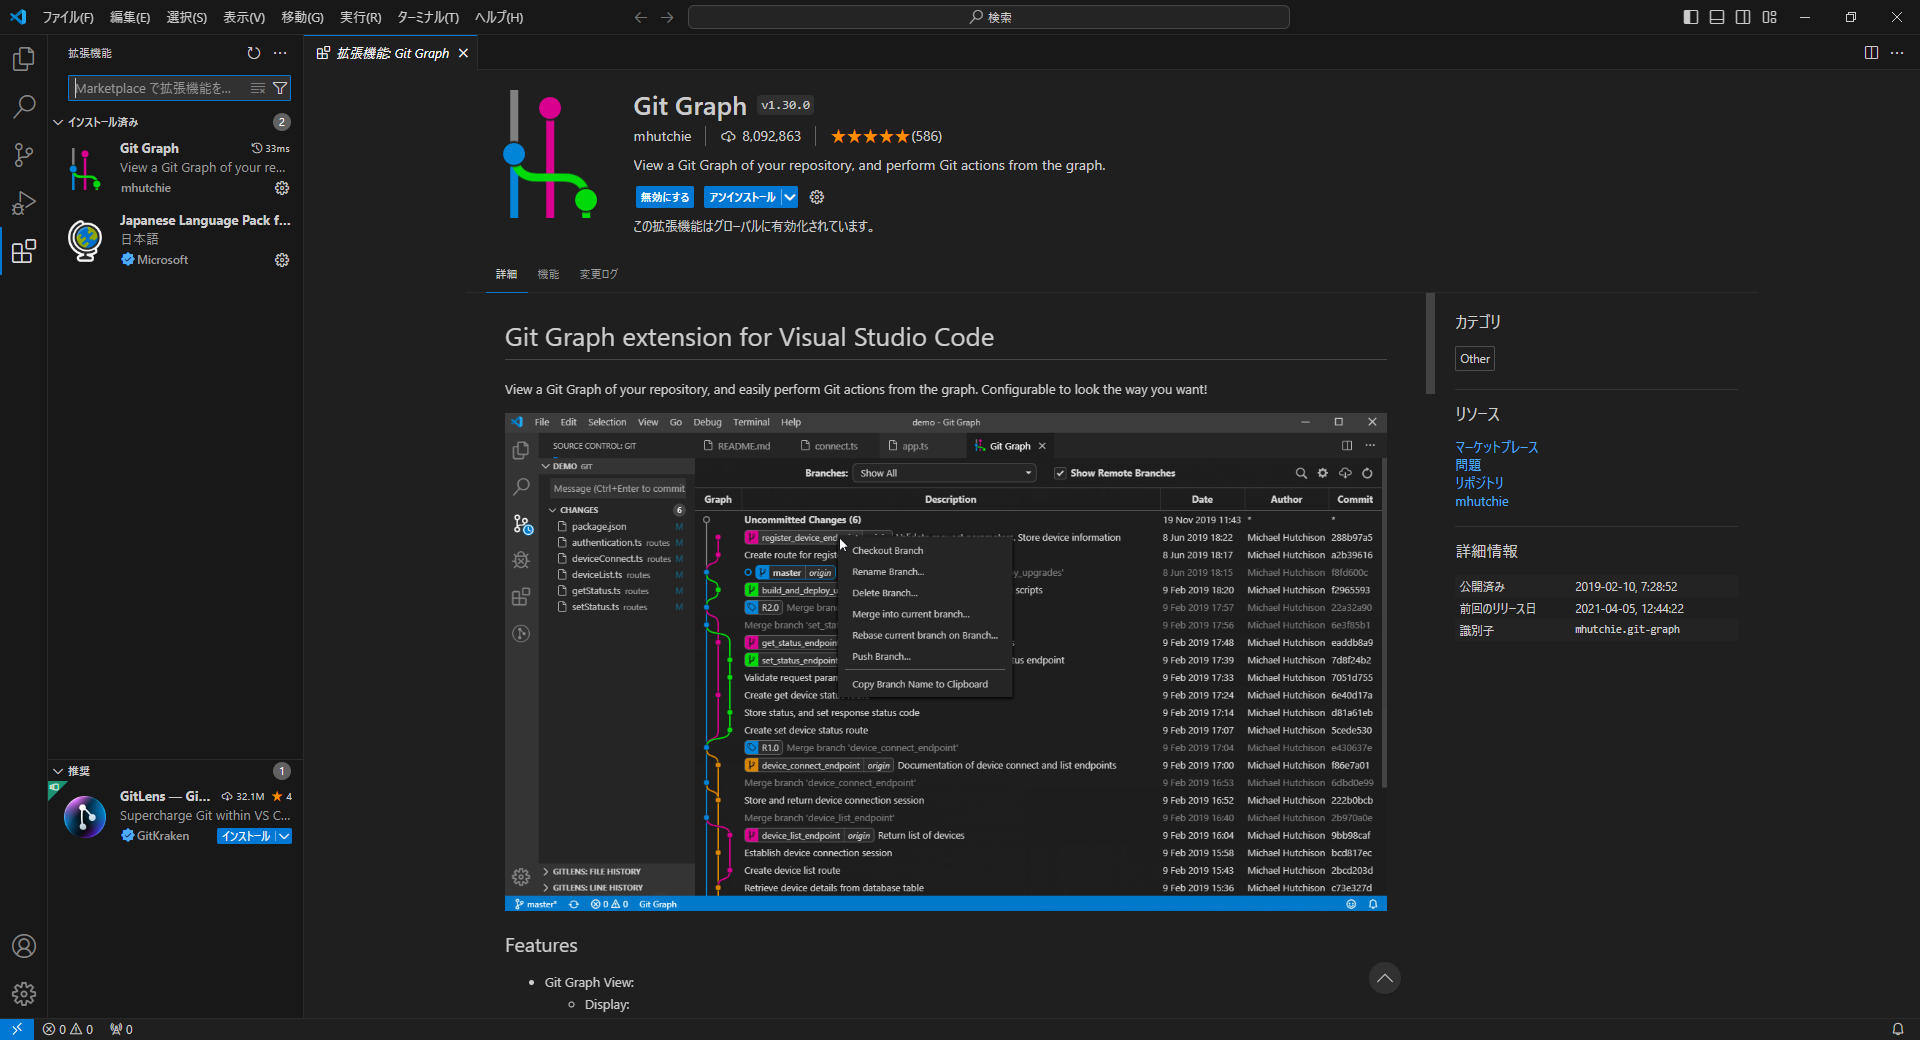 ファイル(F) 編集(E) 選択(S) 表示(V) 移動(G) 実行(R) ターミナル(T) ヘルプ(H)
検索
拡張機能
Marketplace で拡張機能を...
インストール済み 2
Git Graph 33ms
View a Git Graph of your re...
mhutchie
Japanese Language Pack f...
日本語
Microsoft
推奨 1
GitLens — Gi... 32.1M 4
Supercharge Git within VS C...
GitKraken インストール
拡張機能: Git Graph
Git Graph v1.30.0
mhutchie 8,092,863 (586)
View a Git Graph of your repository, and perform Git actions from the graph.
無効にする アンインストール
この拡張機能はグローバルに有効化されています。
詳細 機能 変更ログ
Git Graph extension for Visual Studio Code
View a Git Graph of your repository, and easily perform Git actions from the graph. Configurable to look the way you want!
File Edit Selection View Go Debug Terminal Help demo - Git Graph
SOURCE CONTROL: GIT
DEMO GIT
Message (Ctrl+Enter to commit
CHANGES 6
package.json M
authentication.ts routes M
deviceConnect.ts routes M
deviceList.ts routes M
getStatus.ts routes M
setStatus.ts routes M
GITLENS: FILE HISTORY
GITLENS: LINE HISTORY
README.md connect.ts app.ts Git Graph
Branches: Show All Show Remote Branches
Graph Description Date Author Commit
Uncommitted Changes (6) 19 Nov 2019 11:43 * *
register_device_end Store device information 8 Jun 2019 18:22 Michael Hutchison 288b97a5
Create route for regist 8 Jun 2019 18:17 Michael Hutchison a2b39616
master origin y_upgrades' 8 Jun 2019 18:15 Michael Hutchison f8fd600c
build_and_deploy_u scripts 9 Feb 2019 18:20 Michael Hutchison f2965593
R2.0 Merge bran 9 Feb 2019 17:57 Michael Hutchison 22a32a90
Merge branch 'set_sta 9 Feb 2019 17:56 Michael Hutchison 6e3f85b1
get_status_endpoin 9 Feb 2019 17:48 Michael Hutchison eaddb8a9
set_status_endpoint tus endpoint 9 Feb 2019 17:39 Michael Hutchison 7d8f24b2
Validate request param 9 Feb 2019 17:33 Michael Hutchison 7051d755
Create get device statu 9 Feb 2019 17:24 Michael Hutchison 6e40d17a
Store status, and set response status code 9 Feb 2019 17:14 Michael Hutchison d81a61eb
Create set device status route 9 Feb 2019 17:07 Michael Hutchison 5cede530
R1.0 Merge branch 'device_connect_endpoint' 9 Feb 2019 17:04 Michael Hutchison e430637e
device_connect_endpoint origin Documentation of device connect and list endpoints 9 Feb 2019 17:00 Michael Hutchison f86e7a01
Merge branch 'device_connect_endpoint' 9 Feb 2019 16:53 Michael Hutchison 6dbd0e99
Store and return device connection session 9 Feb 2019 16:52 Michael Hutchison 222b0bcb
Merge branch 'device_list_endpoint' 9 Feb 2019 16:40 Michael Hutchison 2b970a0e
device_list_endpoint origin Return list of devices 9 Feb 2019 16:04 Michael Hutchison 9bb98caf
Establish device connection session 9 Feb 2019 15:58 Michael Hutchison bcd817ec
Create device list route 9 Feb 2019 15:43 Michael Hutchison 2bcd203d
Retrieve device details from database table 9 Feb 2019 15:36 Michael Hutchison c73e327d
Checkout Branch
Rename Branch...
Delete Branch...
Merge into current branch...
Rebase current branch on Branch...
Push Branch...
Copy Branch Name to Clipboard
master* 0 0 Git Graph
Features
Git Graph View:
Display:
カテゴリ
Other
リソース
マーケットプレース
問題
リポジトリ
mhutchie
詳細情報
公開済み 2019-02-10, 7:28:52
前回のリリース日 2021-04-05, 12:44:22
識別子 mhutchie.git-graph
0 0 0